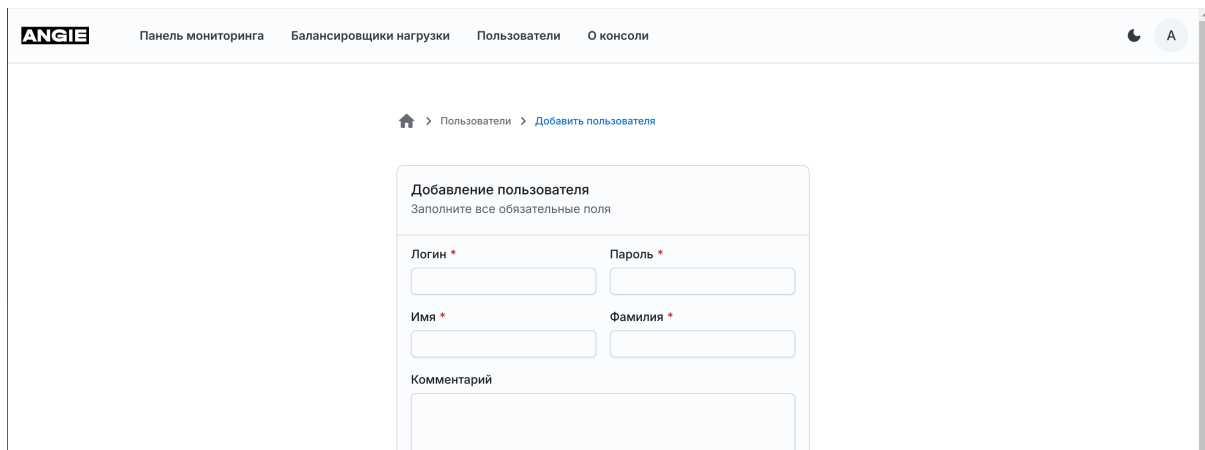 ANGIE Панель мониторинга Балансировщики нагрузки Пользователи О консоли A
Пользователи Добавить пользователя
Добавление пользователя
Заполните все обязательные поля
Логин * Пароль *
Имя * Фамилия *
Комментарий